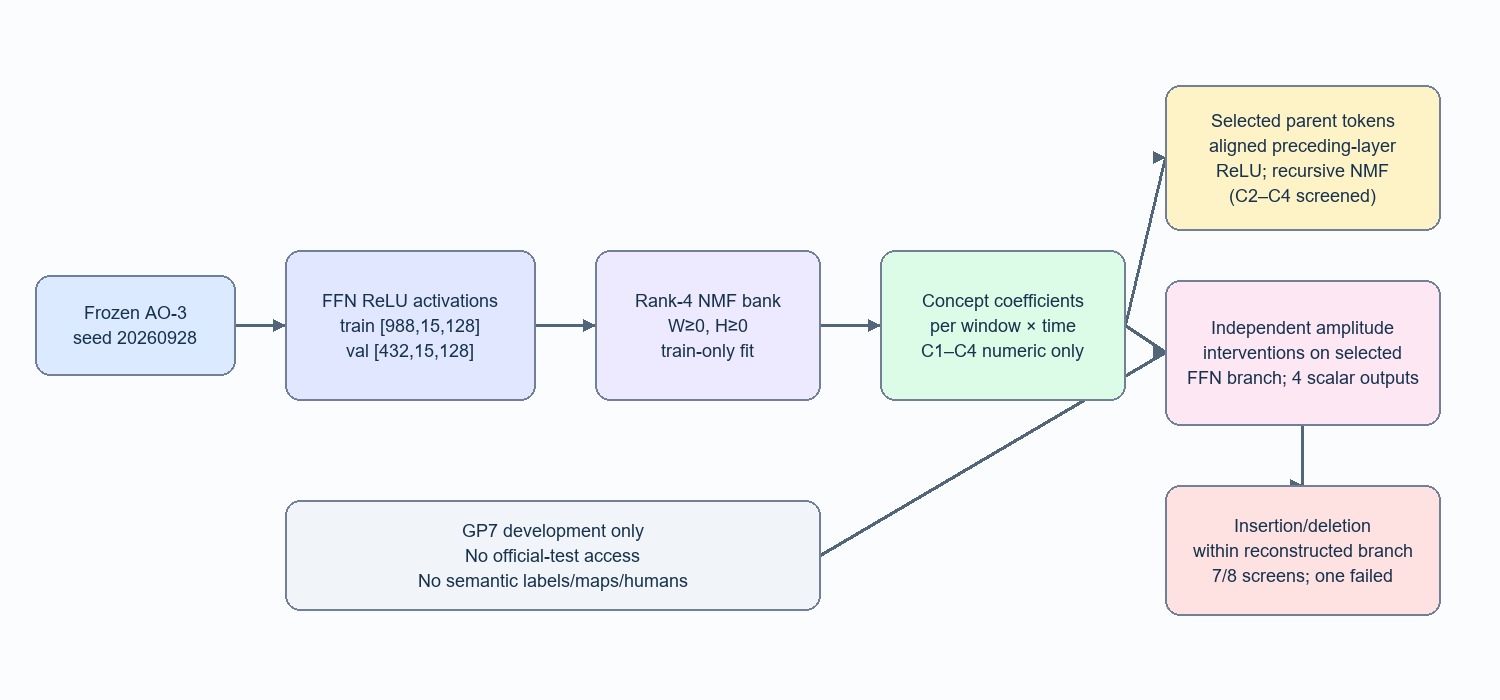 Frozen AO-3
seed 20260928
FFN ReLU activations
train [988,15,128]
val [432,15,128]
Rank-4 NMF bank
W≥0, H≥0
train-only fit
Concept coefficients
per window × time
C1–C4 numeric only
Selected parent tokens
aligned preceding-layer
ReLU; recursive NMF
(C2–C4 screened)
Independent amplitude
interventions on selected
FFN branch; 4 scalar outputs
Insertion/deletion
within reconstructed branch
7/8 screens; one failed
GP7 development only
No official-test access
No semantic labels/maps/humans